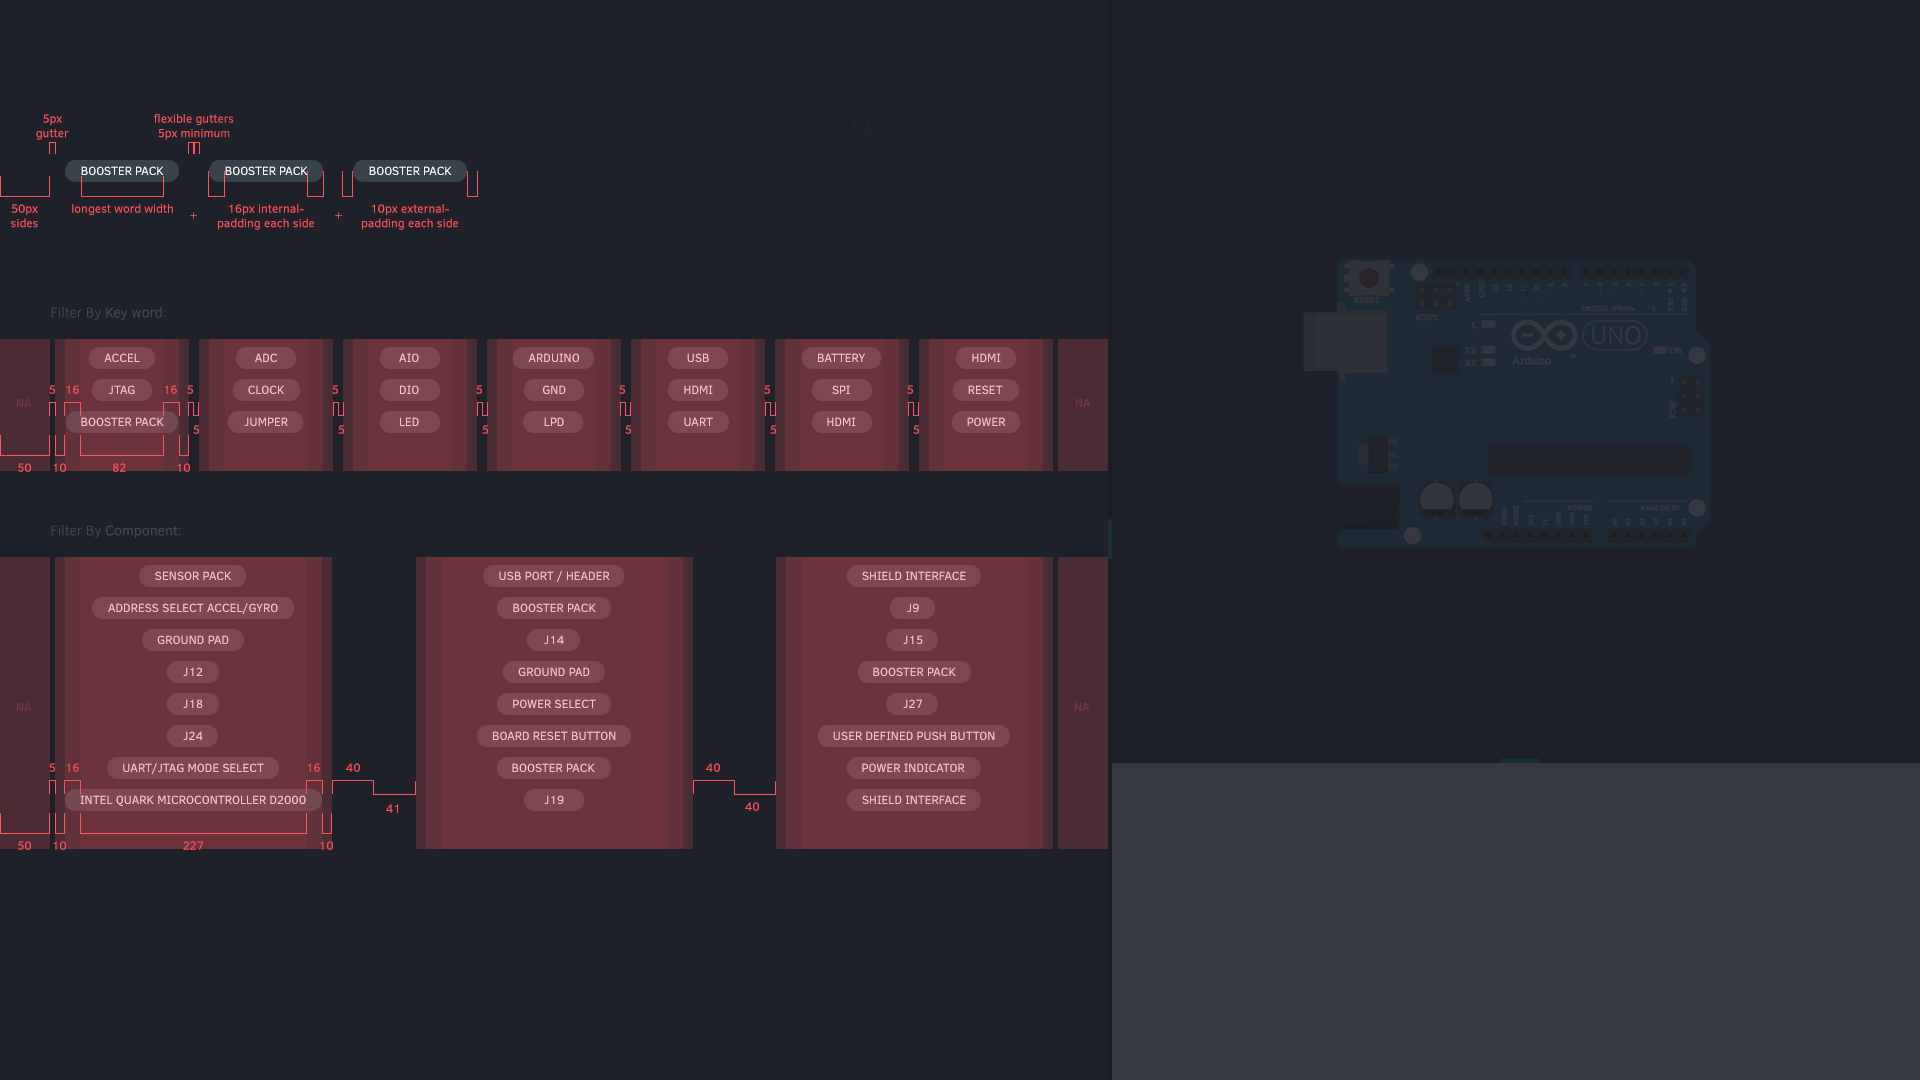 5px
gutter
flexible gutters
5px minimum
BOOSTER PACK
BOOSTER PACK
BOOSTER PACK
50px
sides
longest word width
+
16px internal-
padding each side
+
10px external-
padding each side
Filter By Key word:
ACCEL ADC AIO ARDUINO USB BATTERY HDMI
5 16 JTAG 16 5 CLOCK 5 DIO 5 GND 5 HDMI 5 SPI 5 RESET
NA NA
BOOSTER PACK JUMPER LED LPD UART HDMI POWER
5 5 5 5 5 5
50 10 82 10
Filter By Component:
SENSOR PACK USB PORT / HEADER SHIELD INTERFACE
ADDRESS SELECT ACCEL/GYRO BOOSTER PACK J9
GROUND PAD J14 J15
J12 GROUND PAD BOOSTER PACK
NA J18 POWER SELECT J27 NA
J24 BOARD RESET BUTTON USER DEFINED PUSH BUTTON
5 16 UART/JTAG MODE SELECT 16 40 BOOSTER PACK 40 POWER INDICATOR
INTEL QUARK MICROCONTROLLER D2000 J19 SHIELD INTERFACE
41 40
50 10 227 10
RESET
ICSP2
AREF
GND
DIGITAL (PWM~)
L
TX
RX
Arduino
UNO
ON
ICSP
POWER
ANALOG IN
A0
A1
A2
A3
A4
A5